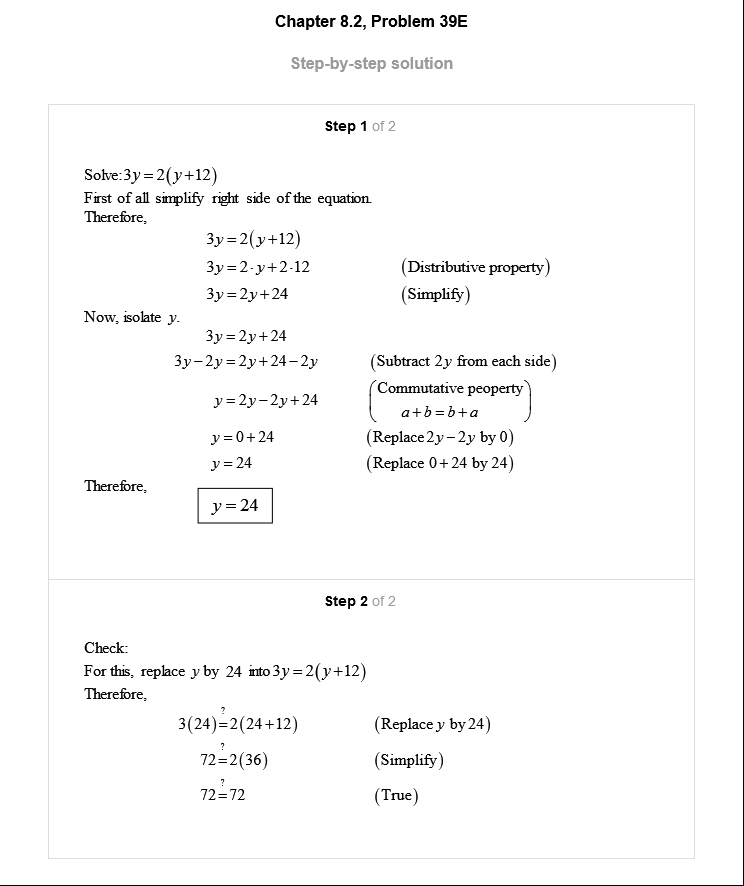 Chapter 8.2, Problem 39E
Step-by-step solution
Step 1 of 2
Solve: 3y = 2(y+12)
First of all simplify right side of the equation.
Therefore,
3y = 2(y+12)
3y = 2·y+2·12 (Distributive property)
3y = 2y+24 (Simplify)
Now, isolate y.
3y = 2y+24
3y−2y = 2y+24−2y (Subtract 2y from each side)
y = 2y−2y+24 (Commutative peoperty
a+b = b+a)
y = 0+24 (Replace 2y−2y by 0)
y = 24 (Replace 0+24 by 24)
Therefore,
y = 24
Step 2 of 2
Check:
For this, replace y by 24 into 3y = 2(y+12)
Therefore,
3(24) ≟ 2(24+12) (Replace y by 24)
72 ≟ 2(36) (Simplify)
72 ≟ 72 (True)